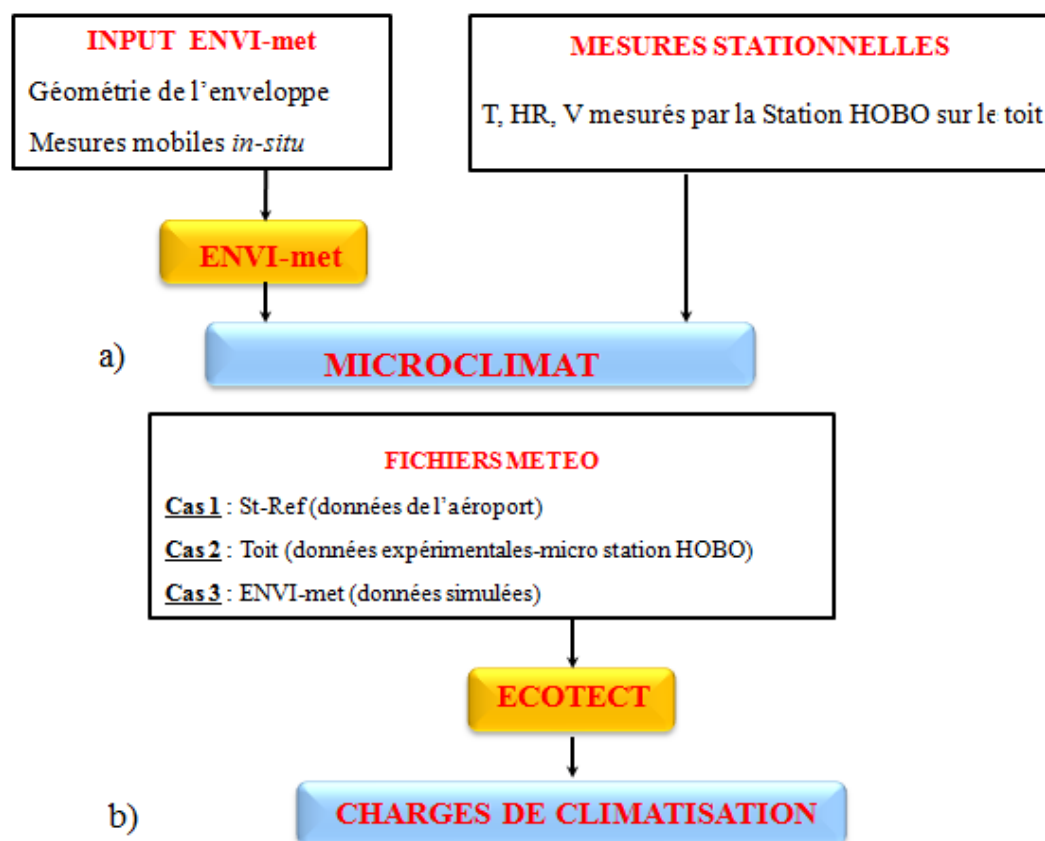 INPUT ENVI-met
Géométrie de l'enveloppe
Mesures mobiles in-situ
MESURES STATIONNELLES
T, HR, V mesurés par la Station HOBO sur le toit
ENVI-met
a)
MICROCLIMAT
FICHIERS METEO
Cas 1 : St-Ref (données de l'aéroport)
Cas 2 : Toit (données expérimentales-micro station HOBO)
Cas 3 : ENVI-met (données simulées)
ECOTECT
b)
CHARGES DE CLIMATISATION